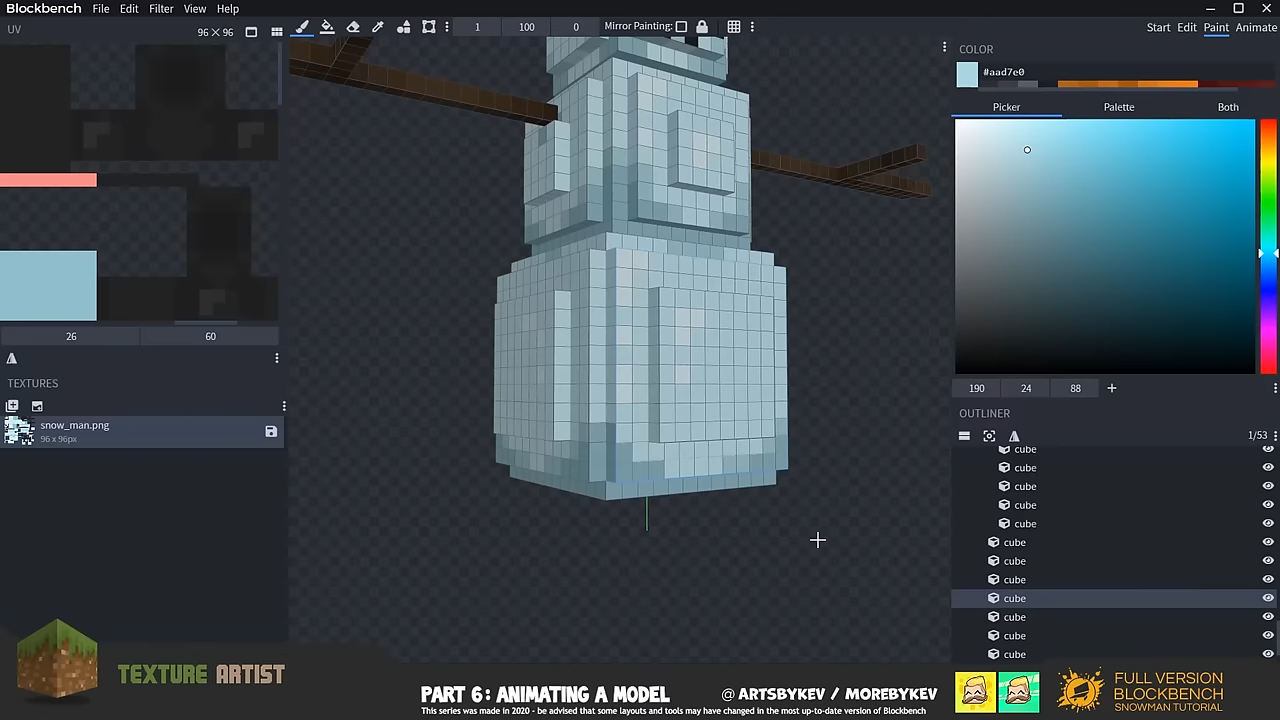 Blockbench File Edit Filter View Help
UV 96 × 96 1 100 0 Mirror Painting: Start Edit Paint Animate
COLOR
#aad7e0
Picker Palette Both
26 60
TEXTURES
snow_man.png
96 x 96px
190 24 88
OUTLINER
1/53
cube
cube
cube
cube
cube
cube
cube
cube
cube
cube
cube
cube
TEXTURE ARTIST
PART 6: ANIMATING A MODEL @ARTSBYKEV / MOREBYKEV
This series was made in 2020 - be advised that some layouts and tools may have changed in the most up-to-date version of Blockbench
FULL VERSION
BLOCKBENCH
SNOWMAN TUTORIAL